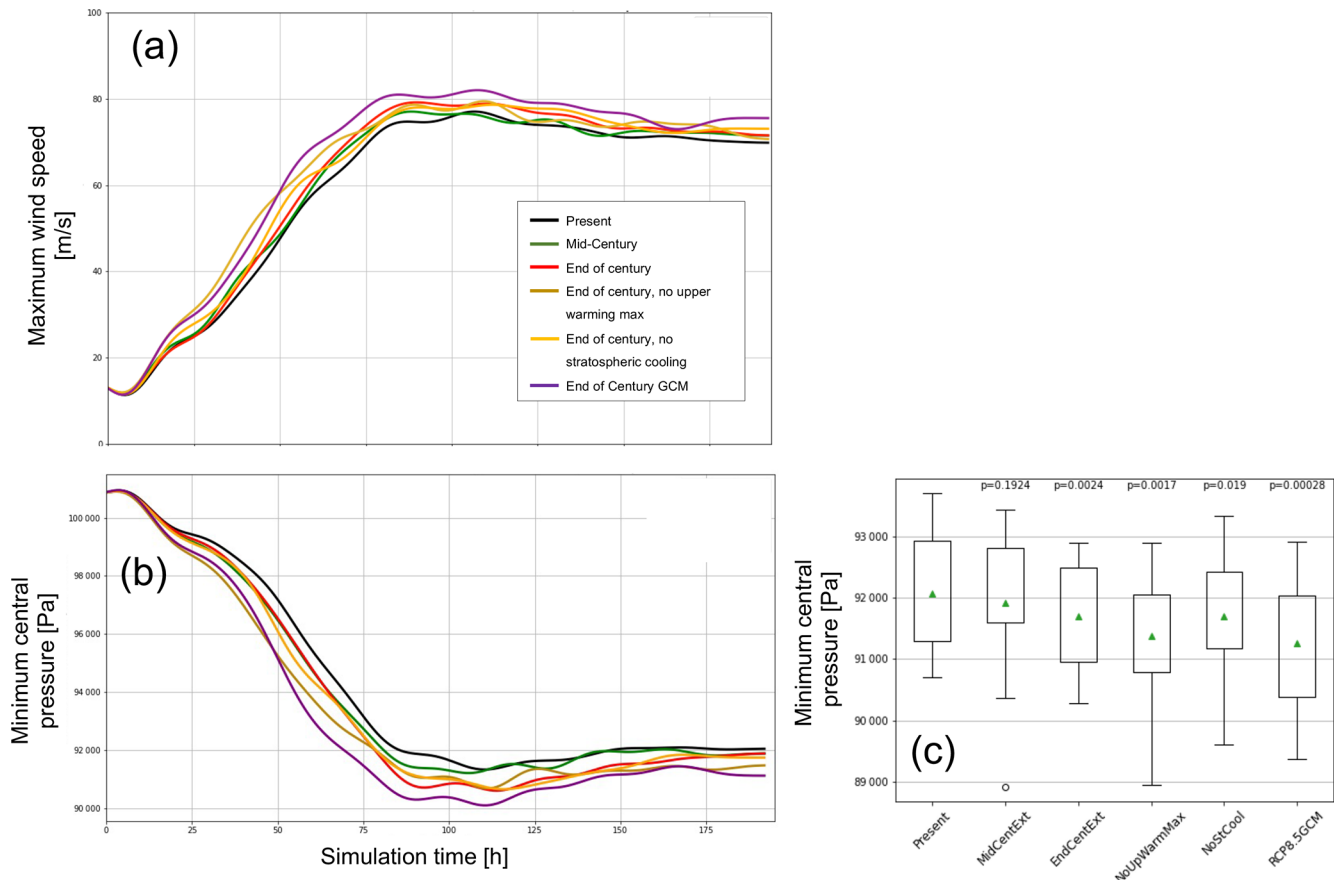 (a)
100
80
60
40
20
0
Maximum wind speed
[m/s]
Present
Mid-Century
End of century
End of century, no upper
warming max
End of century, no
stratospheric cooling
End of Century GCM
(b)
100 000
98 000
96 000
94 000
92 000
90 000
Minimum central
pressure [Pa]
0 25 50 75 100 125 150 175
Simulation time [h]
(c)
p=0.1924 p=0.0024 p=0.0017 p=0.019 p=0.00028
93 000
92 000
91 000
90 000
89 000
Minimum central
pressure [Pa]
Present
MidCentExt
EndCentExt
NoUpWarmMax
NoStCool
RCP8.5GCM